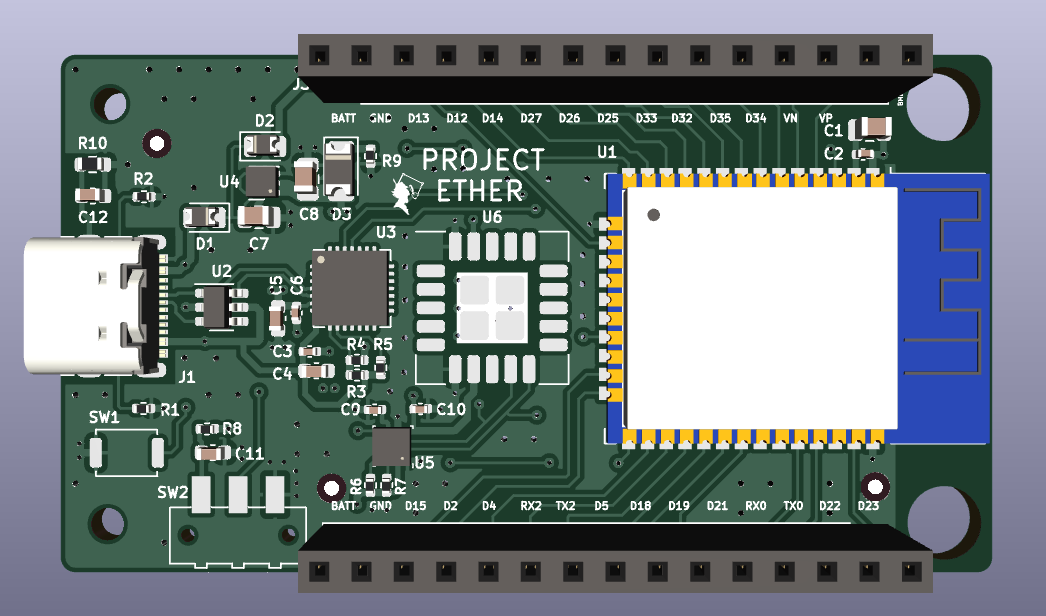 J3
BATT GND D13 D12 D14 D27 D26 D25 D33 D32 D35 D34 VN VP
D2
C1
R10
R9
PROJECT
ETHER
U1
C2
R2
U4
C12
C8
D3
D1
C7
U6
U3
U2
C5
C6
J1
C3
R4
R5
C4
R3
SW1
R1
C9
C10
R8
C11
U5
SW2
R6
R7
BATT GND D15 D2 D4 RX2 TX2 D5 D18 D19 D21 RX0 TX0 D22 D23